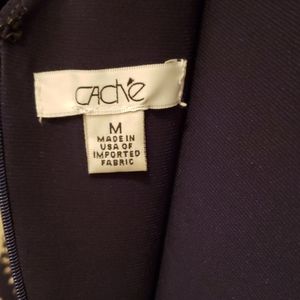 CACHé
M
MADE IN
USA OF
IMPORTED
FABRIC